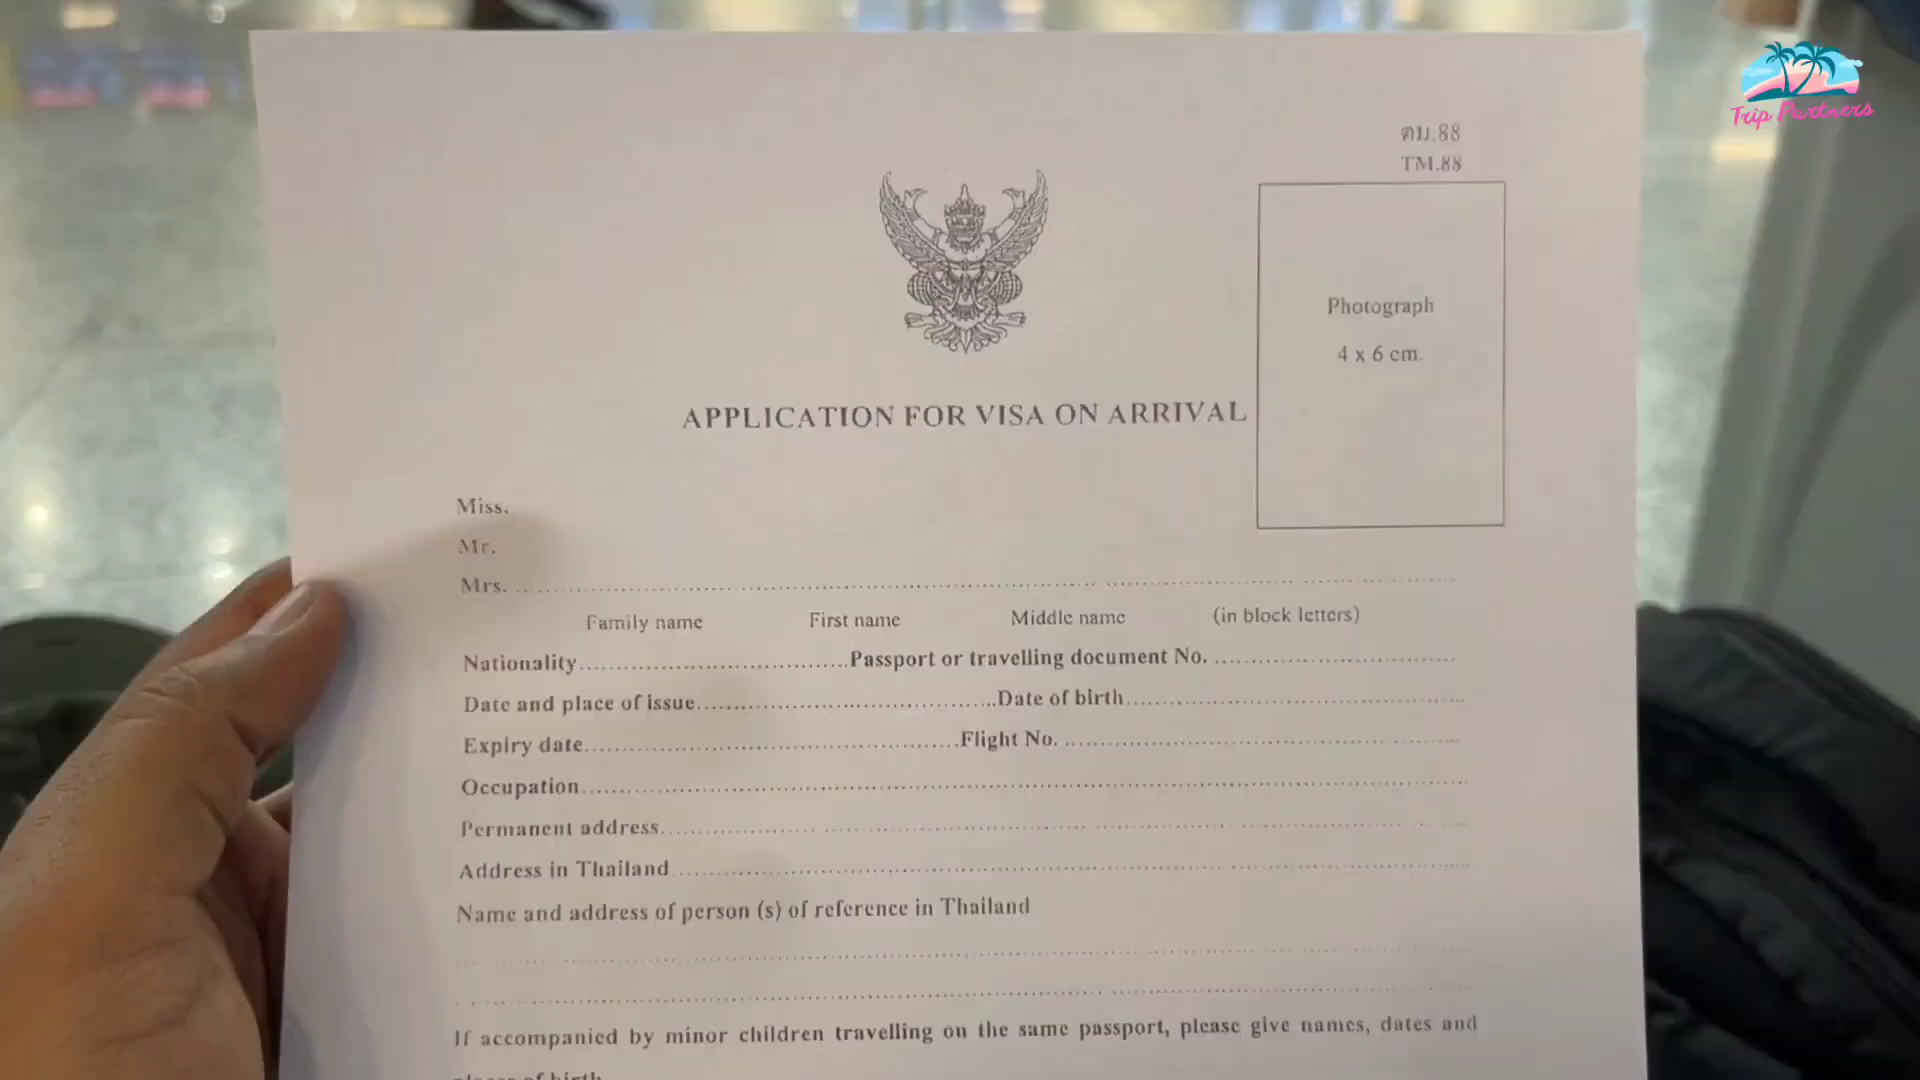 Trip Partners
ตม.88
TM.88
Photograph
4 x 6 cm.
APPLICATION FOR VISA ON ARRIVAL
Miss.
Mr.
Mrs.
Family name First name Middle name (in block letters)
Nationality Passport or travelling document No.
Date and place of issue Date of birth
Expiry date Flight No.
Occupation
Permanent address
Address in Thailand
Name and address of person (s) of reference in Thailand
If accompanied by minor children travelling on the same passport, please give names, dates and
places of birth